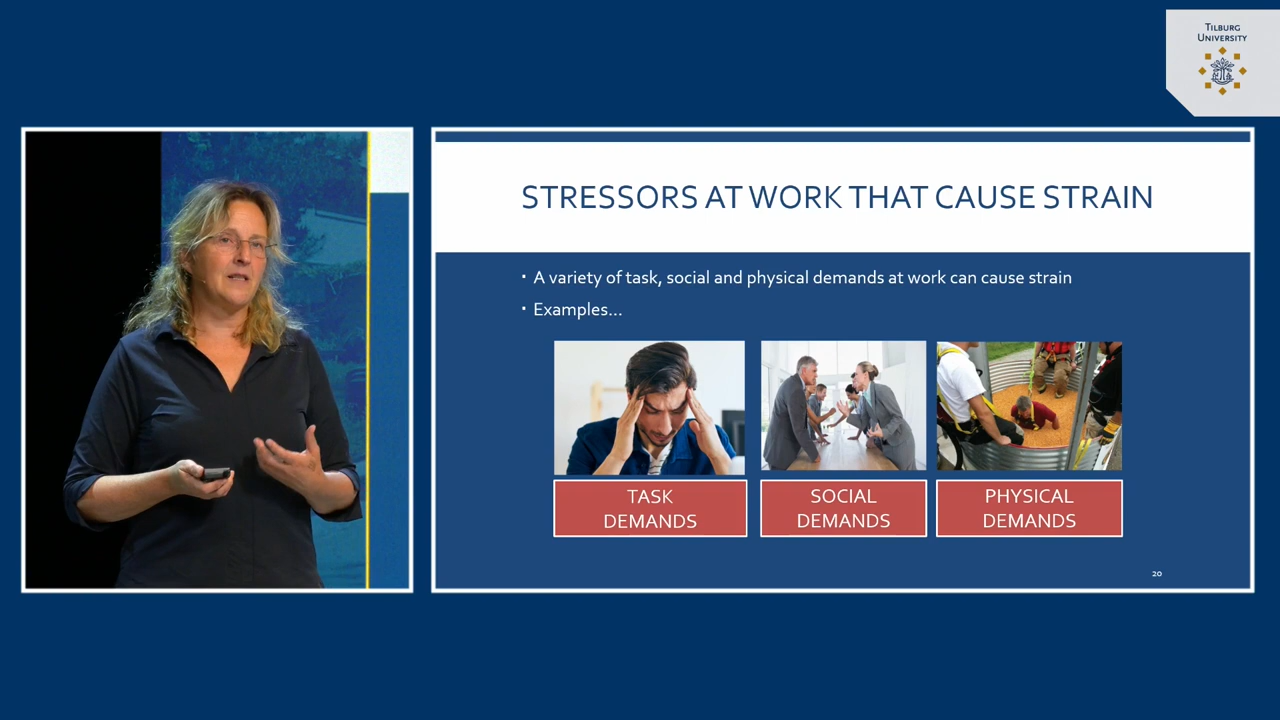 TILBURG
UNIVERSITY
STRESSORS AT WORK THAT CAUSE STRAIN
▪ A variety of task, social and physical demands at work can cause strain
▪ Examples...
TASK
DEMANDS
SOCIAL
DEMANDS
PHYSICAL
DEMANDS
20